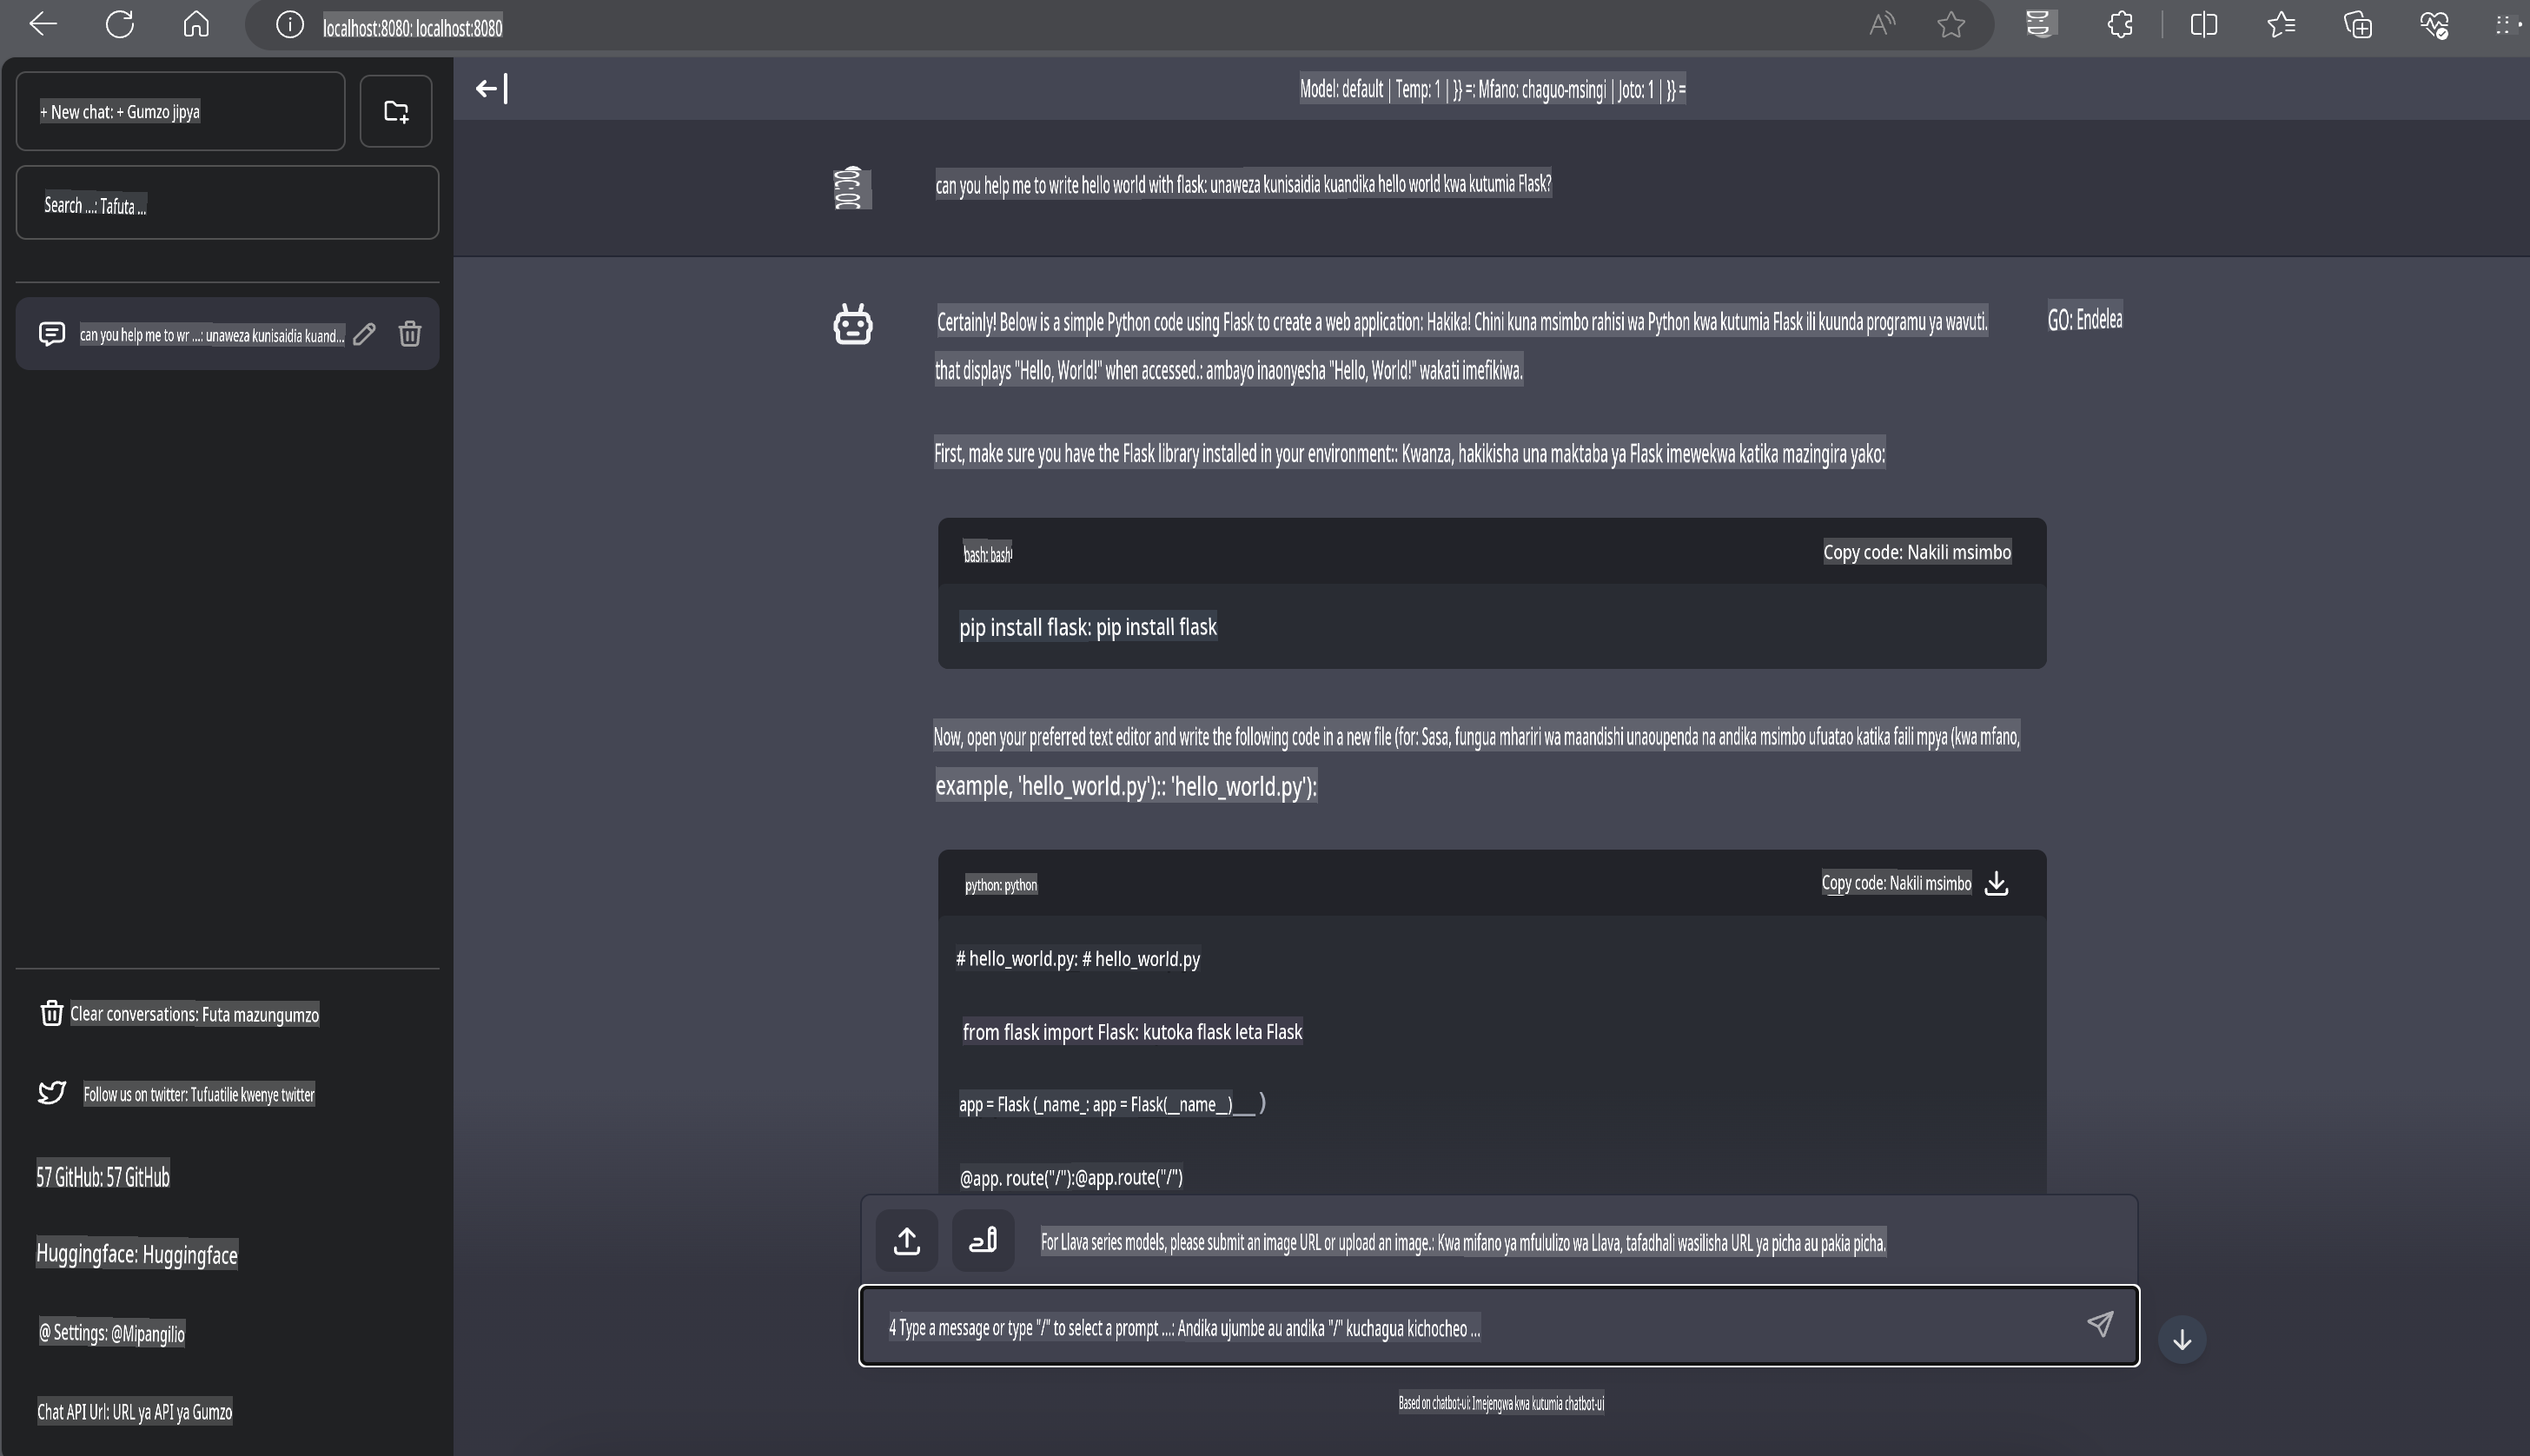 localhost:8080: localhost:8080
+ New chat: + Gumzo jipya
Search ...: Tafuta ...
can you help me to wr ...: unaweza kunisaidia kuand...
Clear conversations: Futa mazungumzo
Follow us on twitter: Tufuatilie kwenye twitter
57 GitHub: 57 GitHub
Huggingface: Huggingface
@ Settings: @Mipangilio
Chat API Url: URL ya API ya Gumzo
Model: default | Temp: 1 | }} =: Mfano: chaguo-msingi | Joto: 1 | }} =
can you help me to write hello world with flask: unaweza kunisaidia kuandika hello world kwa kutumia Flask?
Certainly! Below is a simple Python code using Flask to create a web application: Hakika! Chini kuna msimbo rahisi wa Python kwa kutumia Flask ili kuunda programu ya wavuti.
GO: Endelea
that displays "Hello, World!" when accessed.: ambayo inaonyesha "Hello, World!" wakati imefikiwa.
First, make sure you have the Flask library installed in your environment:: Kwanza, hakikisha una maktaba ya Flask imewekwa katika mazingira yako:
bash: bash
Copy code: Nakili msimbo
pip install flask: pip install flask
Now, open your preferred text editor and write the following code in a new file (for: Sasa, fungua mhariri wa maandishi unaoupenda na andika msimbo ufuatao katika faili mpya (kwa mfano,
example, 'hello_world.py'):: 'hello_world.py'):
python: python
Copy code: Nakili msimbo
# hello_world.py: # hello_world.py
from flask import Flask: kutoka flask leta Flask
app = Flask (_name_: app = Flask(__name__)__ )
@app. route("/"):@app.route("/")
For Llava series models, please submit an image URL or upload an image.: Kwa mifano ya mfululizo wa Llava, tafadhali wasilisha URL ya picha au pakia picha.
4 Type a message or type "/" to select a prompt ...: Andika ujumbe au andika "/" kuchagua kichocheo ...
Based on chatbot-ui: Imejengwa kwa kutumia chatbot-ui